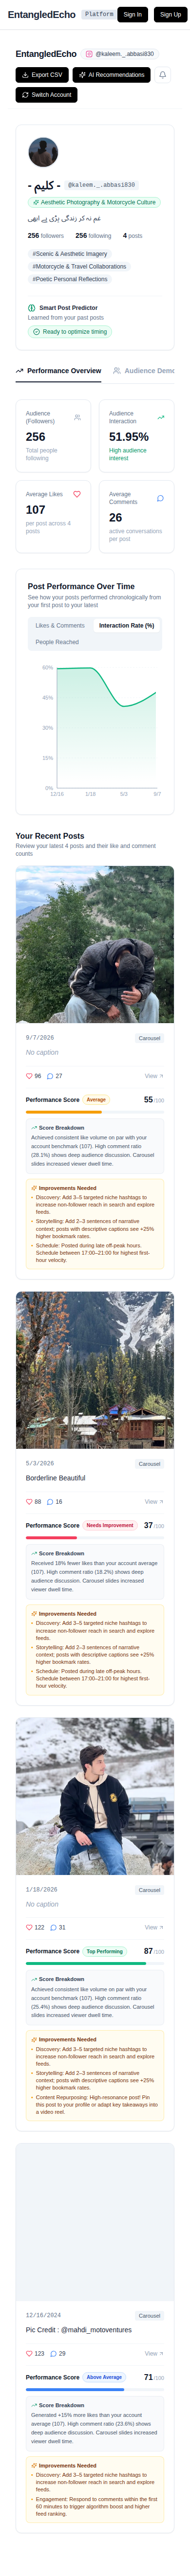 EntangledEcho
Platform
Sign In
Sign Up
EntangledEcho
@kaleem._.abbasi830
Export CSV
AI Recommendations
Switch Account
- کلیم -
@kaleem._.abbasi830
Aesthetic Photography & Motorcycle Culture
256 followers 256 following 4 posts
#Scenic & Aesthetic Imagery
#Motorcycle & Travel Collaborations
#Poetic Personal Reflections
Smart Post Predictor
Learned from your past posts
Ready to optimize timing
Performance Overview
Audience Demo
Audience (Followers)
256
Total people following
Audience Interaction
51.95%
High audience interest
Average Likes
107
per post across 4 posts
Average Comments
26
active conversations per post
Post Performance Over Time
See how your posts performed chronologically from
your first post to your latest
Likes & Comments
Interaction Rate (%)
People Reached
60%
45%
30%
15%
0%
12/16
1/18
5/3
9/7
Your Recent Posts
Review your latest 4 posts and their like and comment
counts
9/7/2026
Carousel
No caption
96
27
View
Performance Score
Average
55/100
Score Breakdown
Achieved consistent like volume on par with your
account benchmark (107). High comment ratio
(28.1%) shows deep audience discussion. Carousel
slides increased viewer dwell time.
Improvements Needed
• Discovery: Add 3–5 targeted niche hashtags to
increase non-follower reach in search and explore
feeds.
• Storytelling: Add 2–3 sentences of narrative
context; posts with descriptive captions see +25%
higher bookmark rates.
• Schedule: Posted during late off-peak hours.
Schedule between 17:00–21:00 for highest first-
hour velocity.
5/3/2026
Carousel
Borderline Beautiful
88
16
View
Performance Score
Needs Improvement
37/100
Score Breakdown
Received 18% fewer likes than your account average
(107). High comment ratio (18.2%) shows deep
audience discussion. Carousel slides increased
viewer dwell time.
Improvements Needed
• Discovery: Add 3–5 targeted niche hashtags to
increase non-follower reach in search and explore
feeds.
• Storytelling: Add 2–3 sentences of narrative
context; posts with descriptive captions see +25%
higher bookmark rates.
• Schedule: Posted during late off-peak hours.
Schedule between 17:00–21:00 for highest first-
hour velocity.
1/18/2026
Carousel
No caption
122
31
View
Performance Score
Top Performing
87/100
Score Breakdown
Achieved consistent like volume on par with your
account benchmark (107). High comment ratio
(25.4%) shows deep audience discussion. Carousel
slides increased viewer dwell time.
Improvements Needed
• Discovery: Add 3–5 targeted niche hashtags to
increase non-follower reach in search and explore
feeds.
• Storytelling: Add 2–3 sentences of narrative
context; posts with descriptive captions see +25%
higher bookmark rates.
• Content Repurposing: High-resonance post! Pin
this post to your profile or adapt key takeaways into
a video reel.
12/16/2024
Carousel
Pic Credit : @mahdi_motoventures
123
29
View
Performance Score
Above Average
71/100
Score Breakdown
Generated +15% more likes than your account
average (107). High comment ratio (23.6%) shows
deep audience discussion. Carousel slides increased
viewer dwell time.
Improvements Needed
• Discovery: Add 3–5 targeted niche hashtags to
increase non-follower reach in search and explore
feeds.
• Engagement: Respond to comments within the first
60 minutes to trigger algorithm boost and higher
feed ranking.